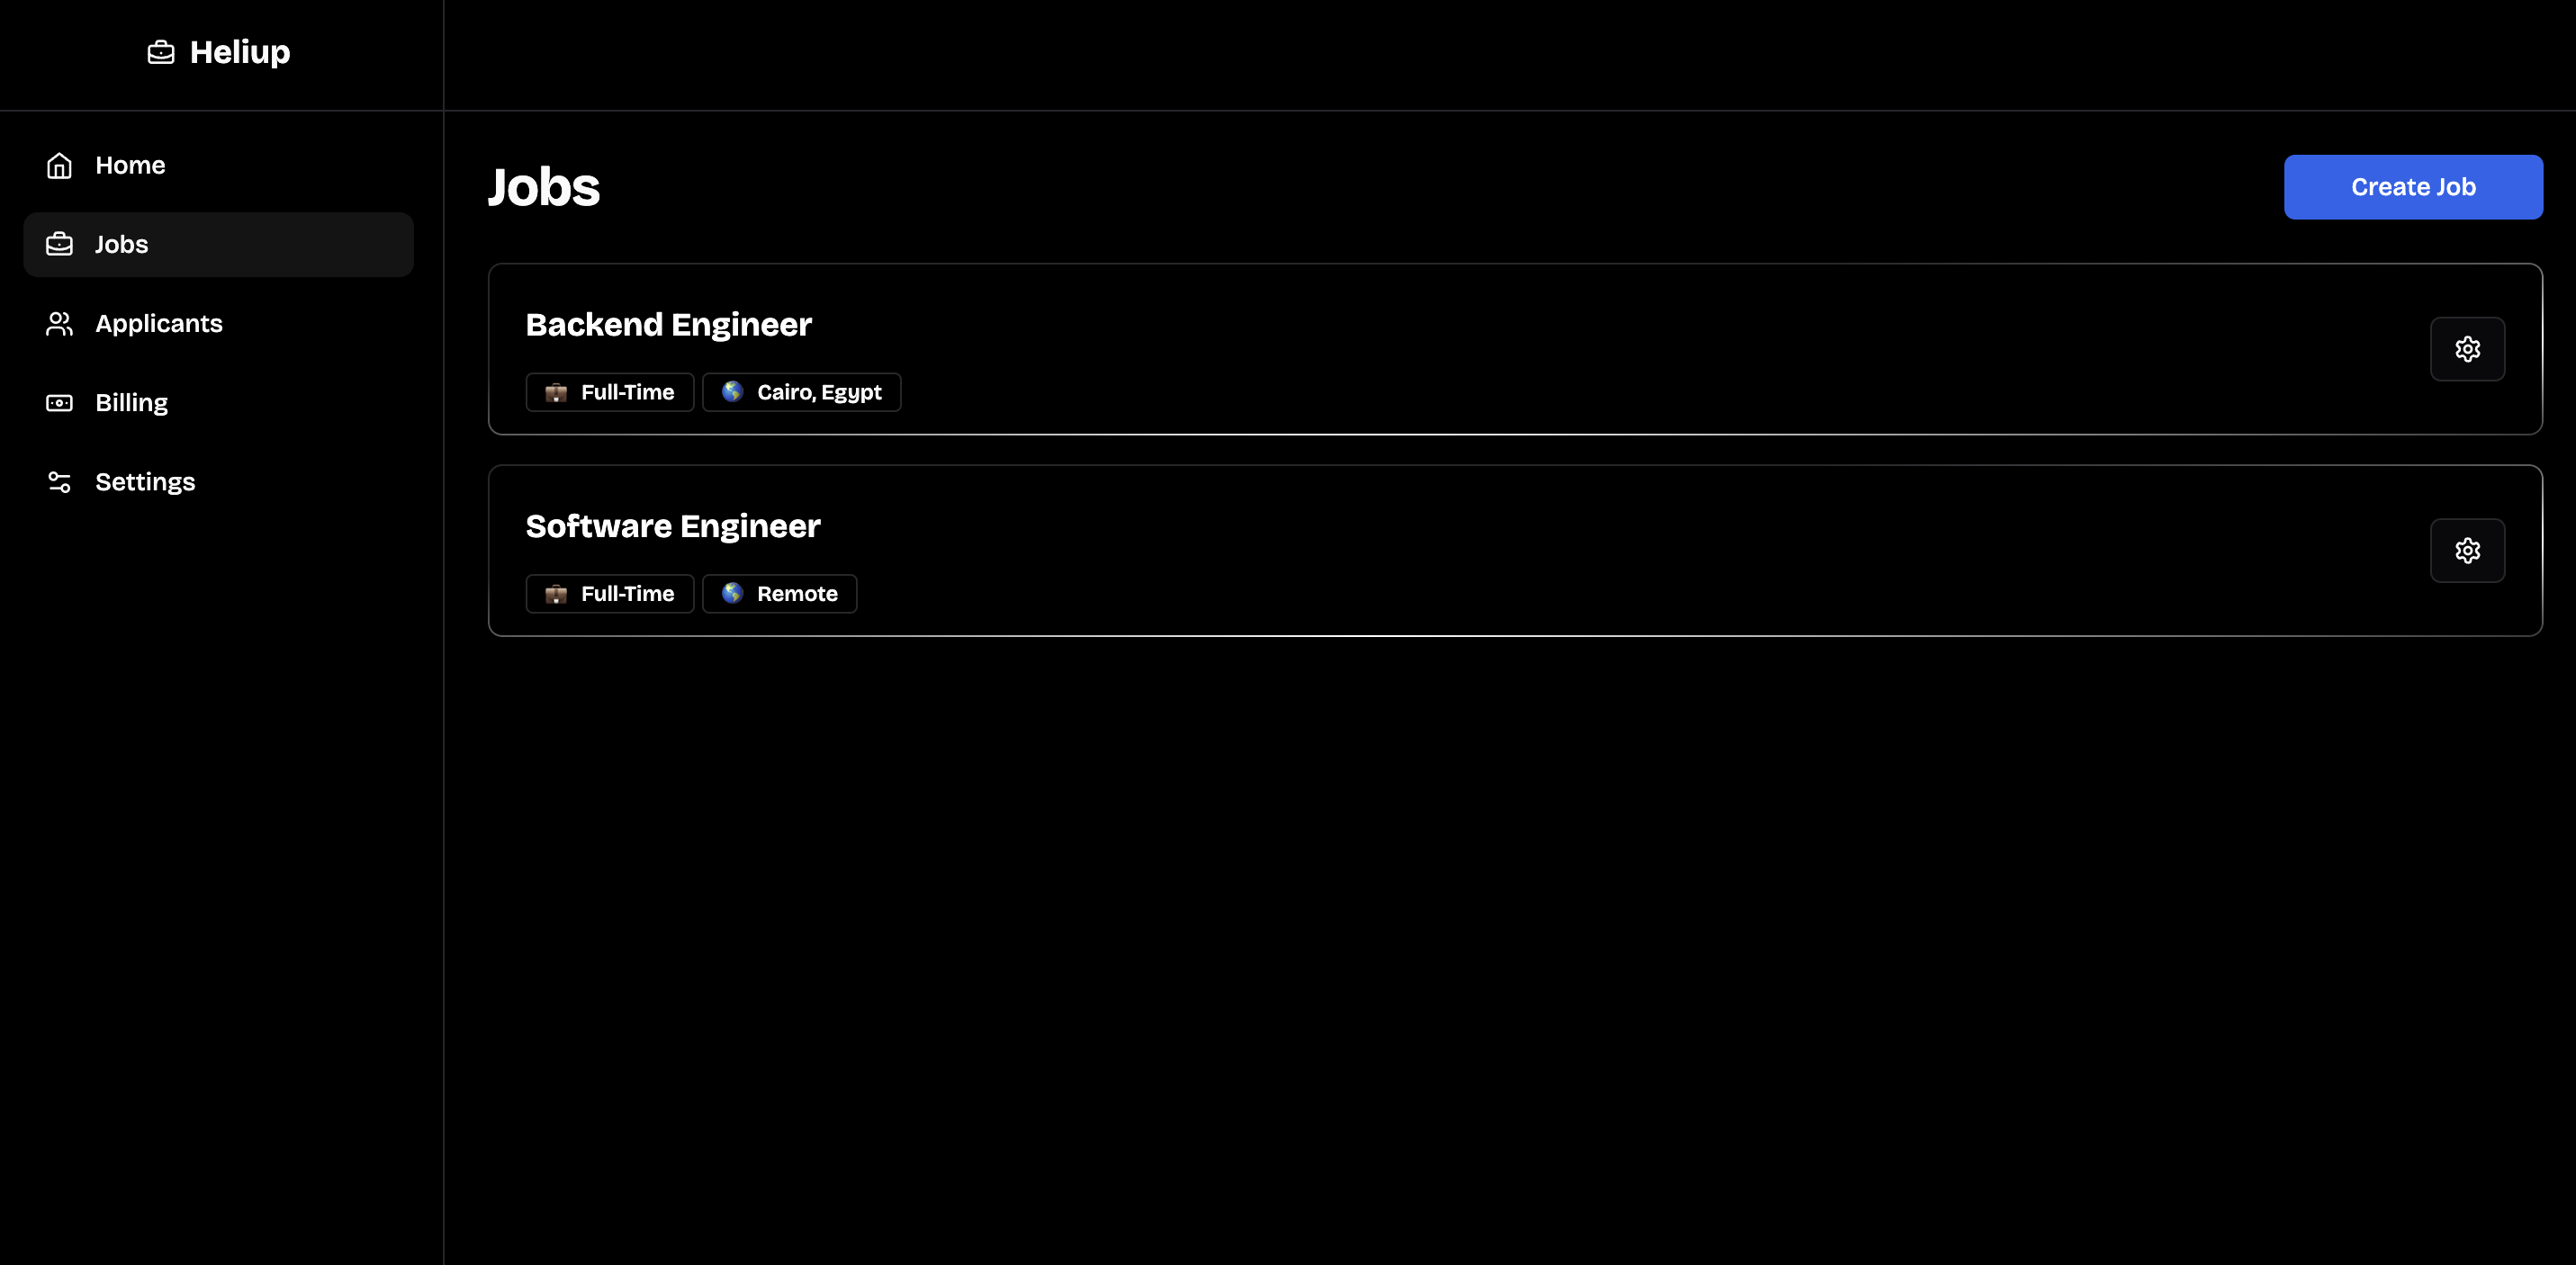 Heliup
Home
Jobs
Applicants
Billing
Settings
Jobs
Create Job
Backend Engineer
Full-Time
Cairo, Egypt
Software Engineer
Full-Time
Remote